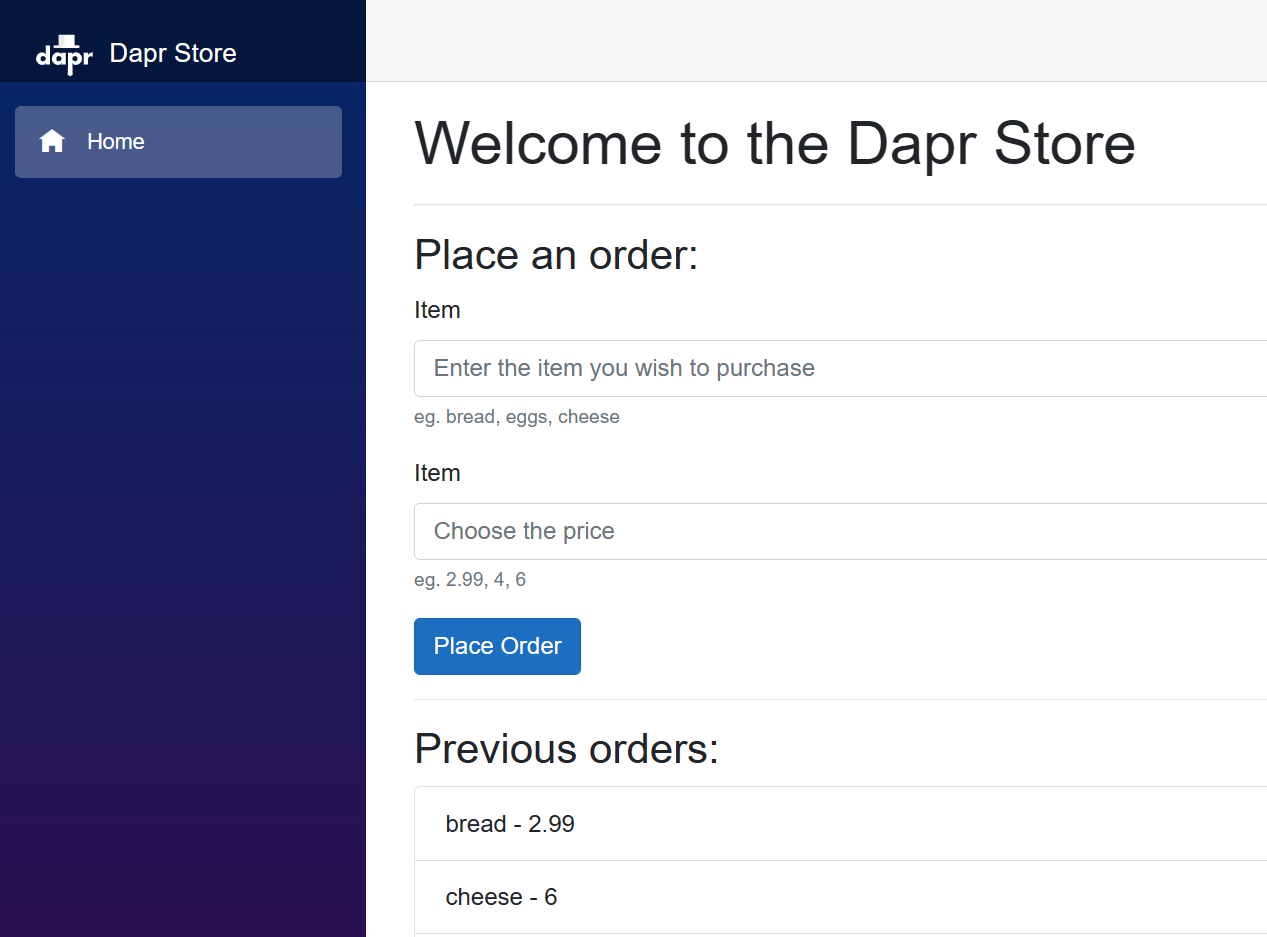 dapr Dapr Store
Home
Welcome to the Dapr Store
Place an order:
Item
Enter the item you wish to purchase
eg. bread, eggs, cheese
Item
Choose the price
eg. 2.99, 4, 6
Place Order
Previous orders:
bread - 2.99
cheese - 6